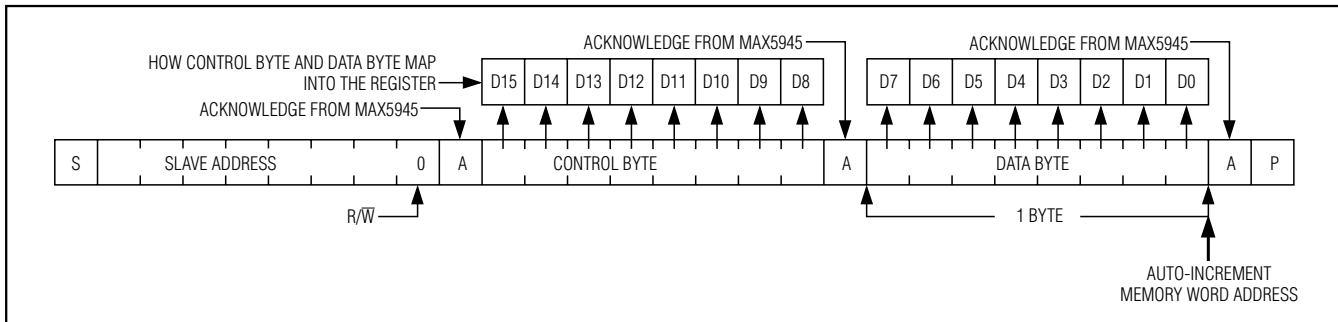 ACKNOWLEDGE FROM MAX5945
ACKNOWLEDGE FROM MAX5945
HOW CONTROL BYTE AND DATA BYTE MAP
INTO THE REGISTER
D15 D14 D13 D12 D11 D10 D9 D8
D7 D6 D5 D4 D3 D2 D1 D0
ACKNOWLEDGE FROM MAX5945
S SLAVE ADDRESS 0 A CONTROL BYTE A DATA BYTE A P
R/W̅
1 BYTE
AUTO-INCREMENT
MEMORY WORD ADDRESS